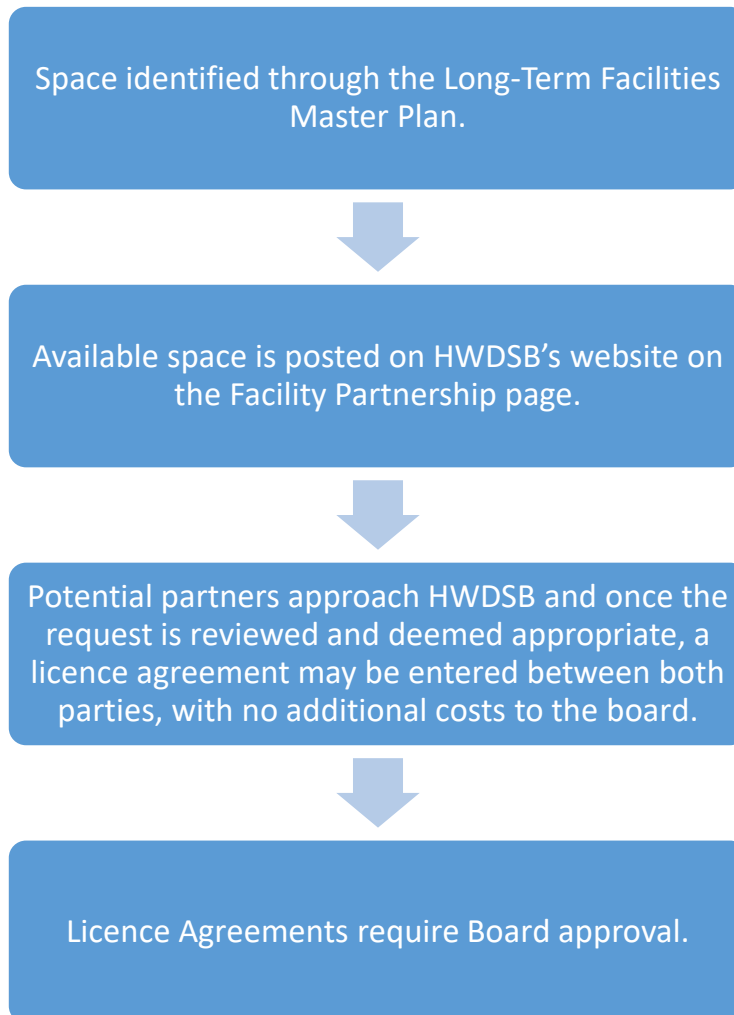 Space identified through the Long-Term Facilities
Master Plan.
Available space is posted on HWDSB’s website on
the Facility Partnership page.
Potential partners approach HWDSB and once the
request is reviewed and deemed appropriate, a
licence agreement may be entered between both
parties, with no additional costs to the board.
Licence Agreements require Board approval.